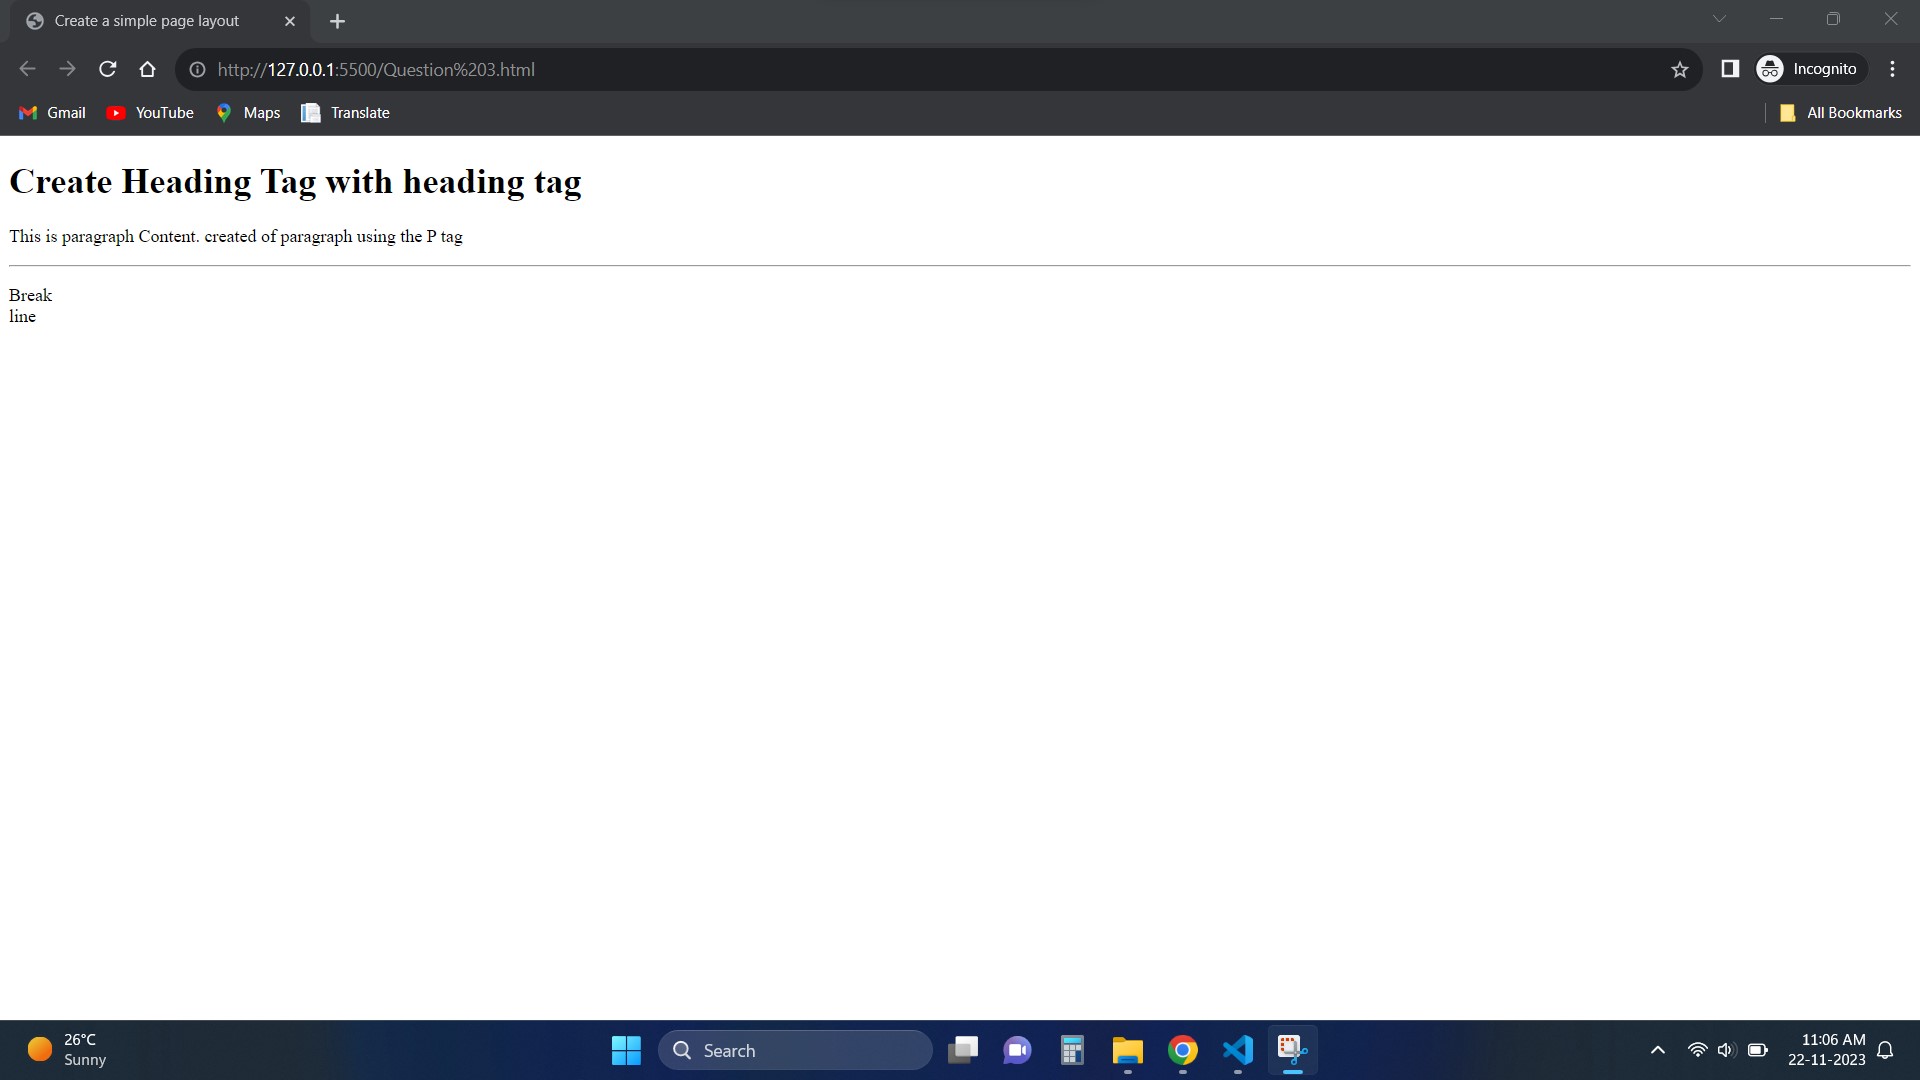 Create a simple page layout
http://127.0.0.1:5500/Question%203.html
Incognito
Gmail
YouTube
Maps
Translate
All Bookmarks
Create Heading Tag with heading tag
This is paragraph Content. created of paragraph using the P tag
Break
line
26°C
Sunny
Search
11:06 AM
22-11-2023